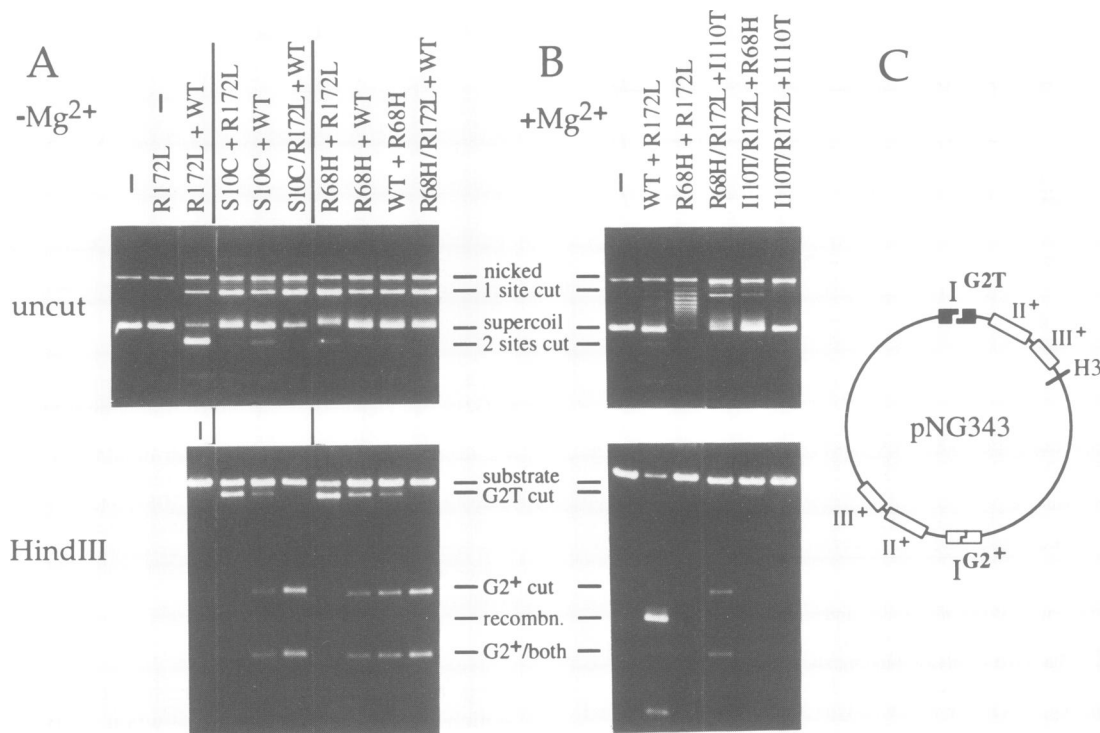 A
-Mg2+
–
R172L
R172L + WT
S10C + R172L
S10C + WT
S10C/R172L + WT
R68H + R172L
R68H + WT
WT + R68H
R68H/R172L + WT
B
+Mg2+
–
WT + R172L
R68H + R172L
R68H/R172L + I110T
I110T/R172L + R68H
I110T/R172L + I110T
C
uncut
nicked
1 site cut
supercoil
2 sites cut
–
HindIII
substrate
G2T cut
G2+ cut
recombn.
G2+/both
I G2T
II+
III+
H3
pNG343
III+
II+
I G2+